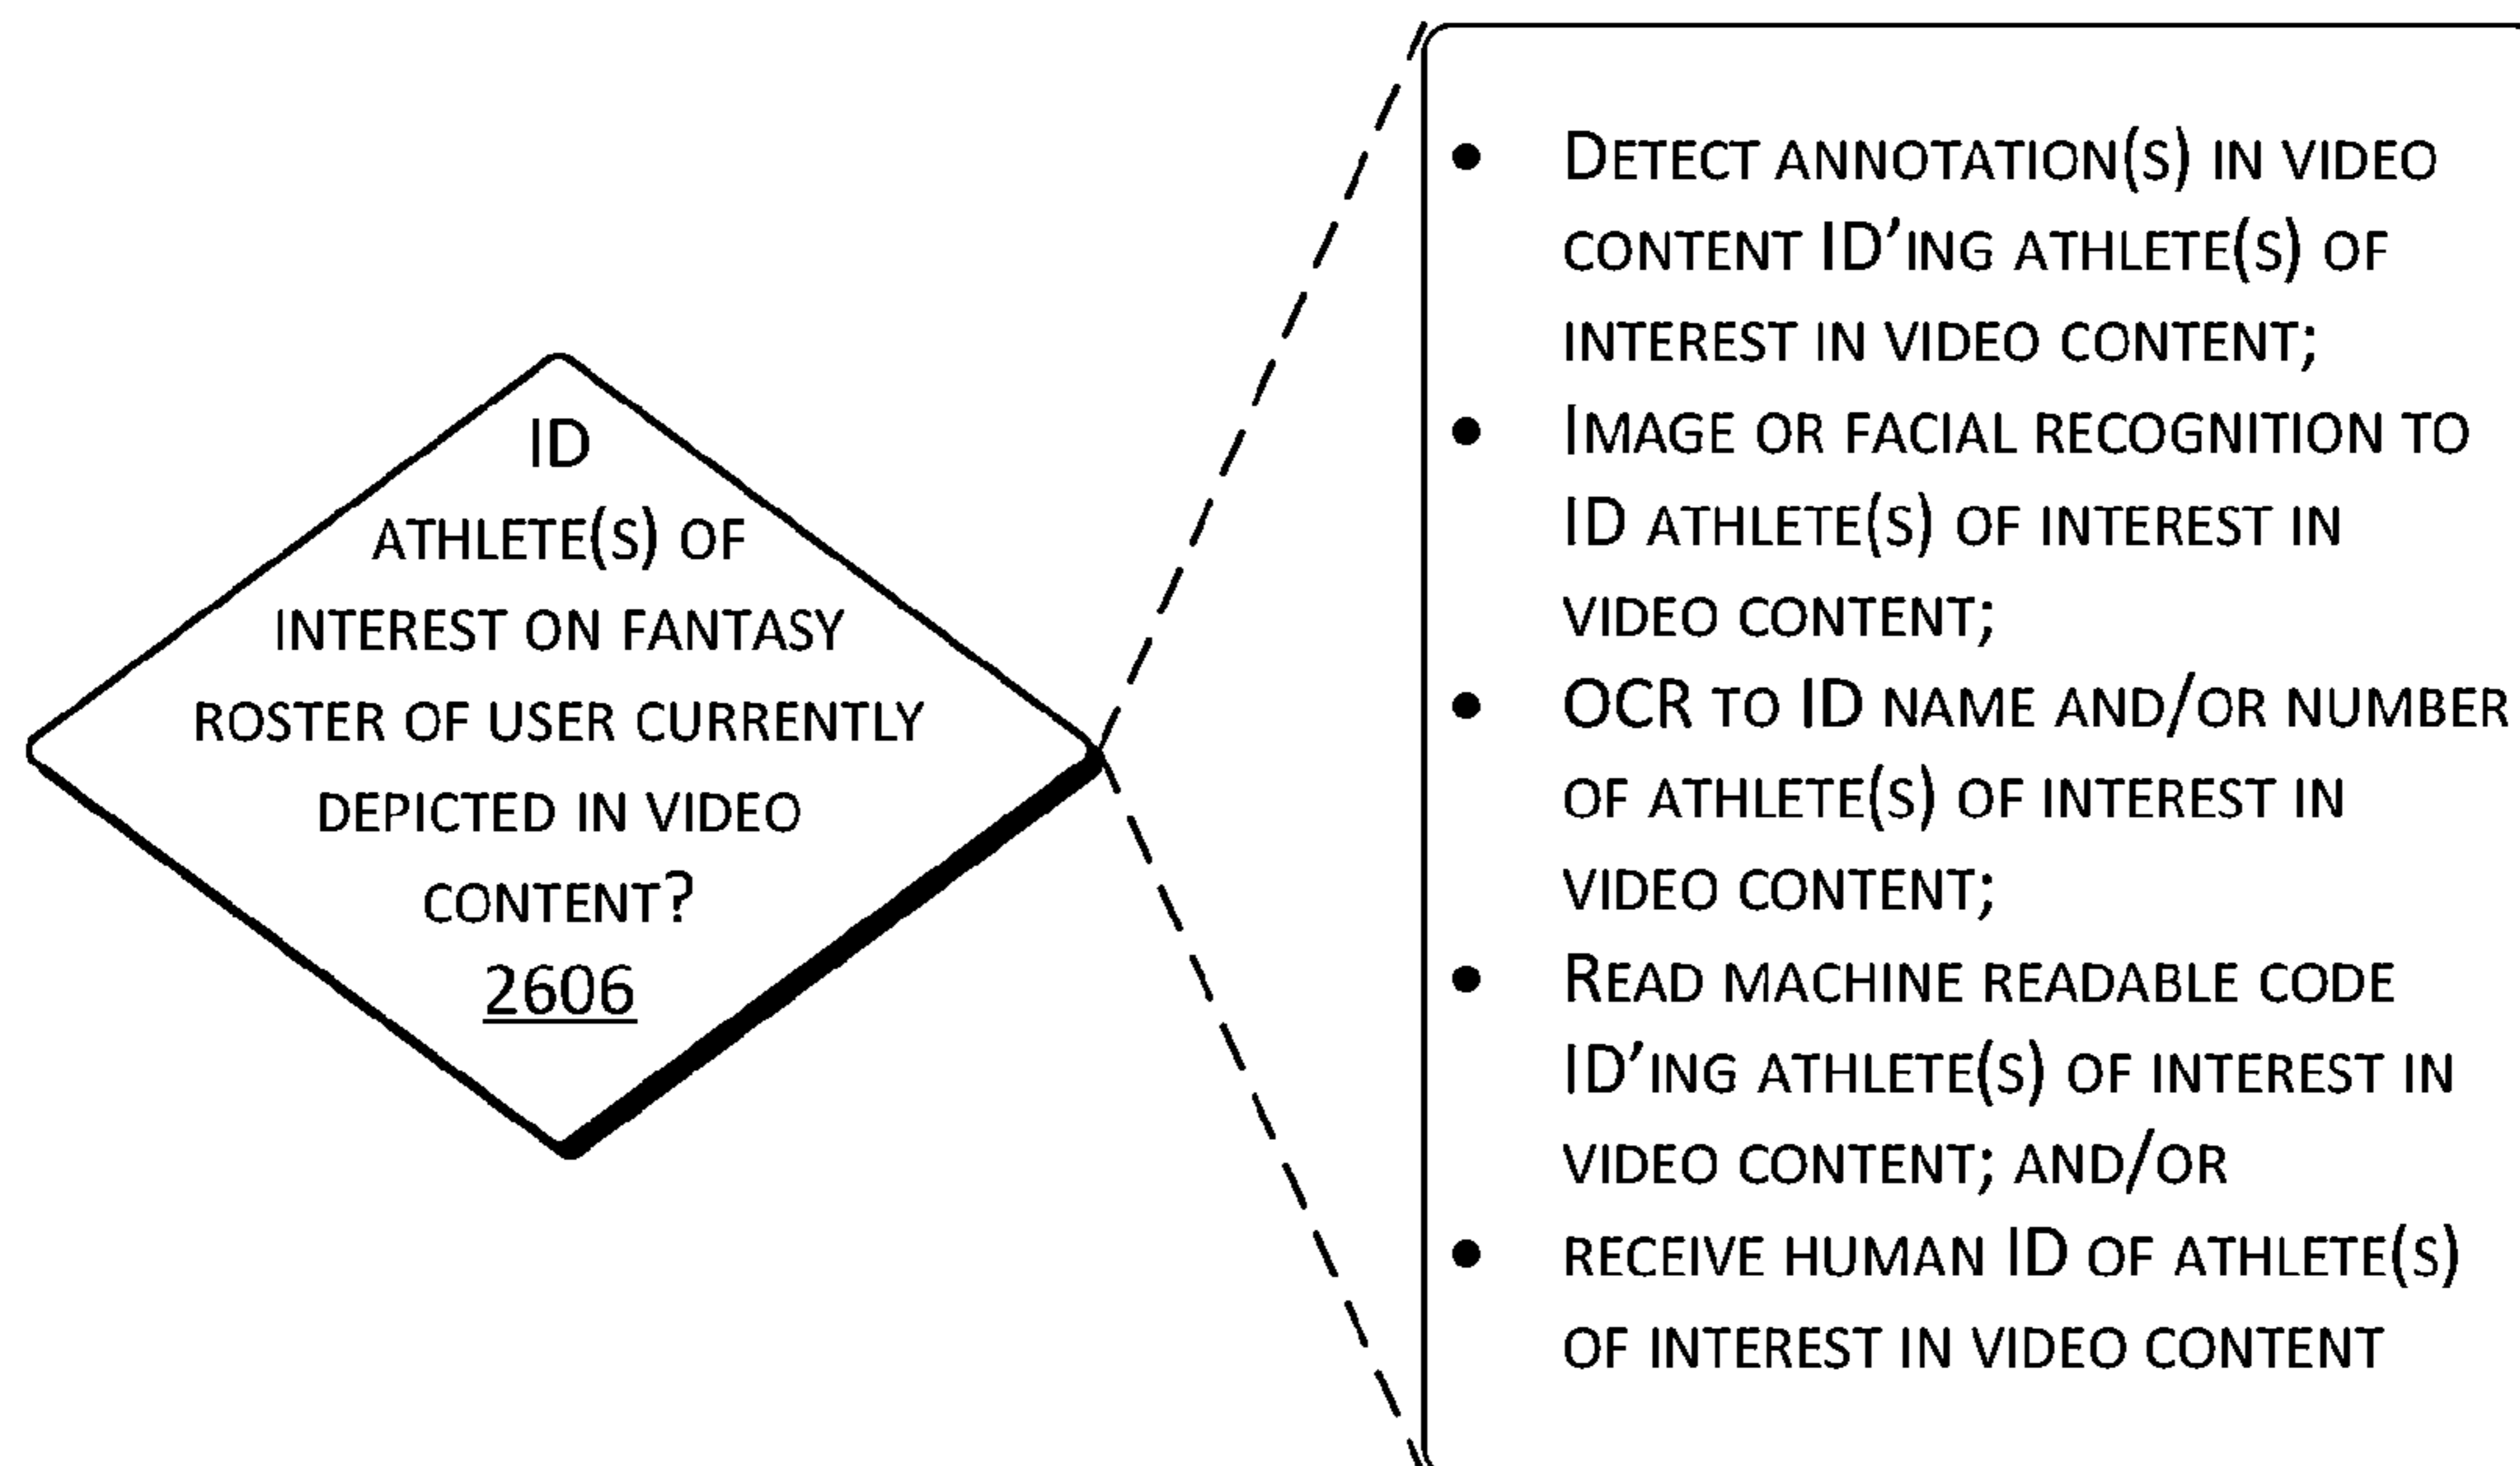 ID
ATHLETE(S) OF
INTEREST ON FANTASY
ROSTER OF USER CURRENTLY
DEPICTED IN VIDEO
CONTENT?
2606
• DETECT ANNOTATION(S) IN VIDEO
CONTENT ID'ING ATHLETE(S) OF
INTEREST IN VIDEO CONTENT;
• IMAGE OR FACIAL RECOGNITION TO
ID ATHLETE(S) OF INTEREST IN
VIDEO CONTENT;
• OCR TO ID NAME AND/OR NUMBER
OF ATHLETE(S) OF INTEREST IN
VIDEO CONTENT;
• READ MACHINE READABLE CODE
ID'ING ATHLETE(S) OF INTEREST IN
VIDEO CONTENT; AND/OR
• RECEIVE HUMAN ID OF ATHLETE(S)
OF INTEREST IN VIDEO CONTENT